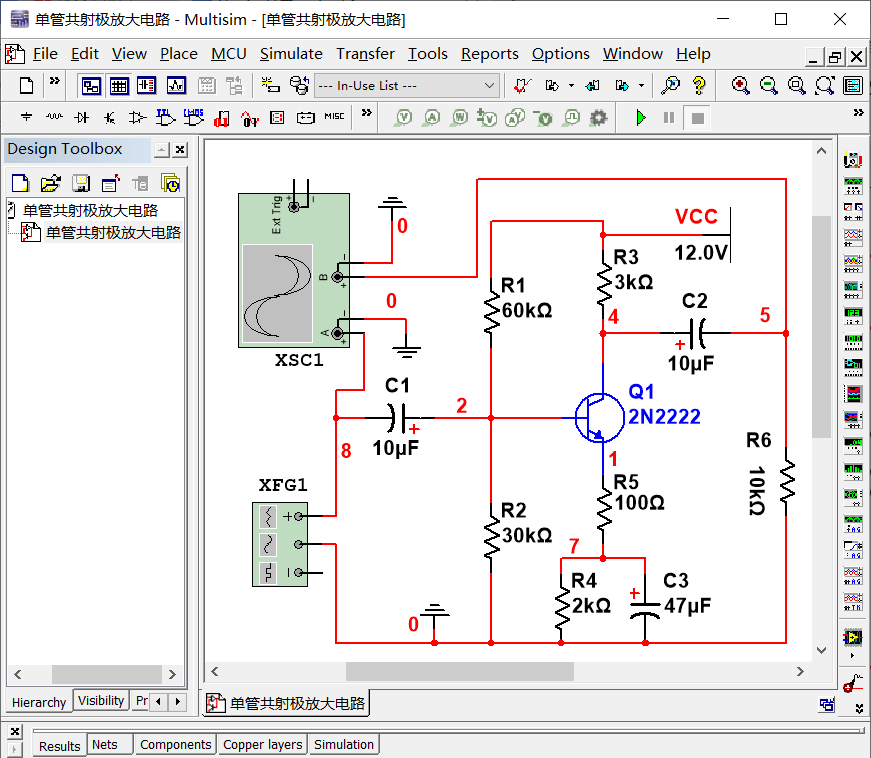 单管共射极放大电路 - Multisim - [单管共射极放大电路]
File Edit View Place MCU Simulate Transfer Tools Reports Options Window Help
--- In-Use List ---
MISC
Design Toolbox
单管共射极放大电路
单管共射极放大电路
Hierarchy Visibility Pr
Ext Trig
+
B
A
XSC1
0
0
VCC
12.0V
R1
60kΩ
R3
3kΩ
4
C2
10µF
5
C1
10µF
2
8
Q1
2N2222
1
R6
10kΩ
XFG1
R2
30kΩ
R5
100Ω
7
R4
2kΩ
C3
47µF
0
单管共射极放大电路
Results Nets Components Copper layers Simulation